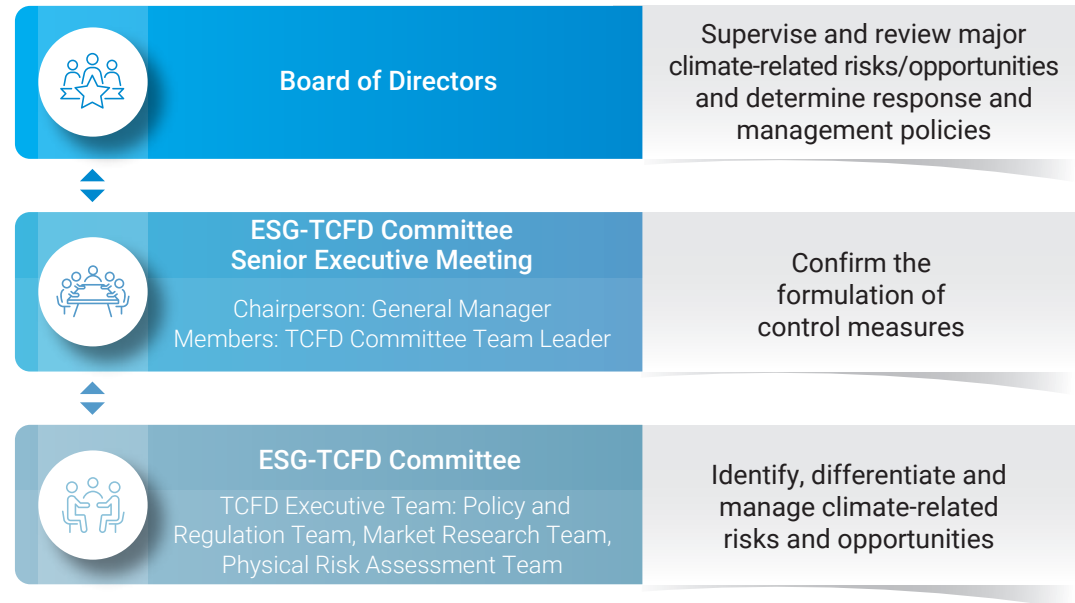 Board of Directors
Supervise and review major
climate-related risks/opportunities
and determine response and
management policies
ESG-TCFD Committee
Senior Executive Meeting
Chairperson: General Manager
Members: TCFD Committee Team Leader
Confirm the
formulation of
control measures
ESG-TCFD Committee
TCFD Executive Team: Policy and
Regulation Team, Market Research Team,
Physical Risk Assessment Team
Identify, differentiate and
manage climate-related
risks and opportunities